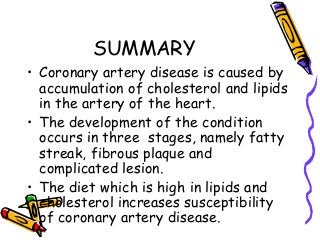 SUMMARY
• Coronary artery disease is caused by
accumulation of cholesterol and lipids
in the artery of the heart.
• The development of the condition
occurs in three stages, namely fatty
streak, fibrous plaque and
complicated lesion.
• The diet which is high in lipids and
cholesterol increases susceptibility
of coronary artery disease.